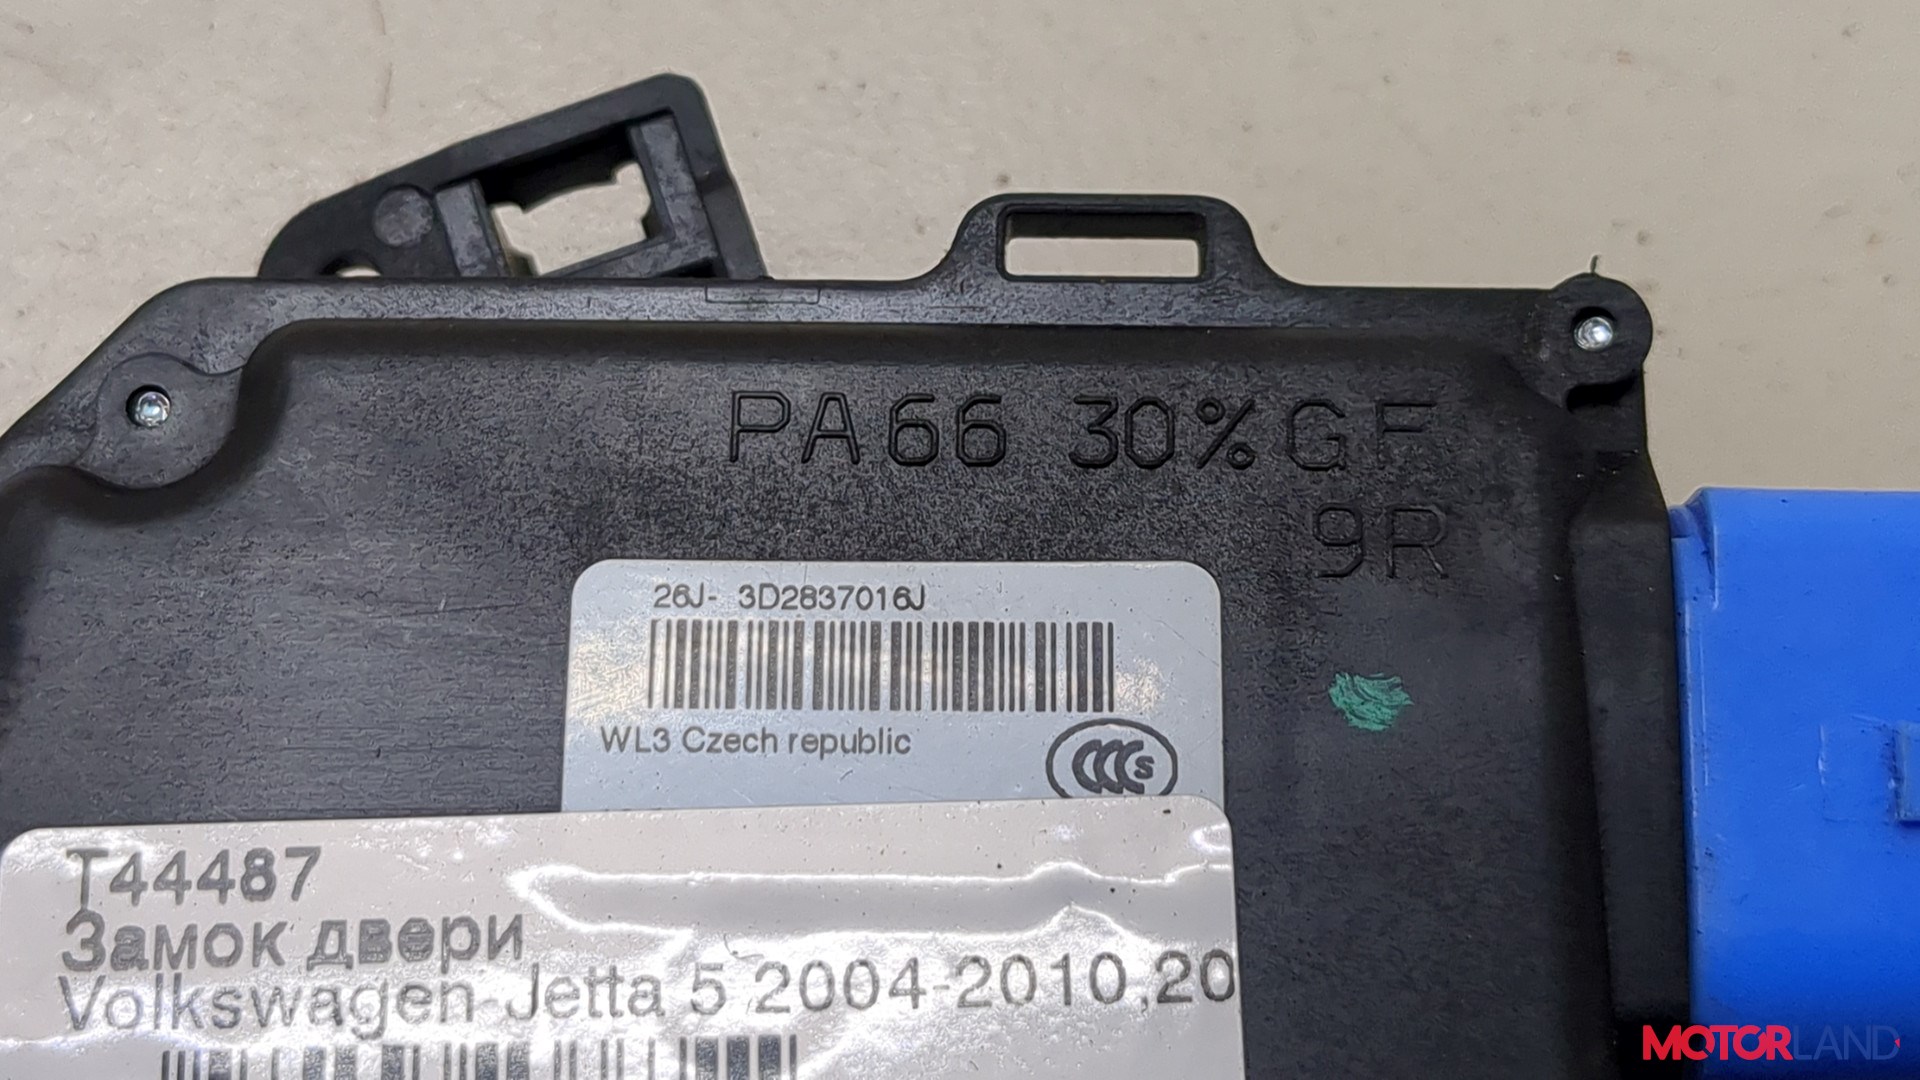 PA66 30%GF
9R
26J- 3D2837016J
WL3 Czech republic
CCC S
T44487
Замок двери
Volkswagen Jetta 5 2004-2010,20
MOTORLAND